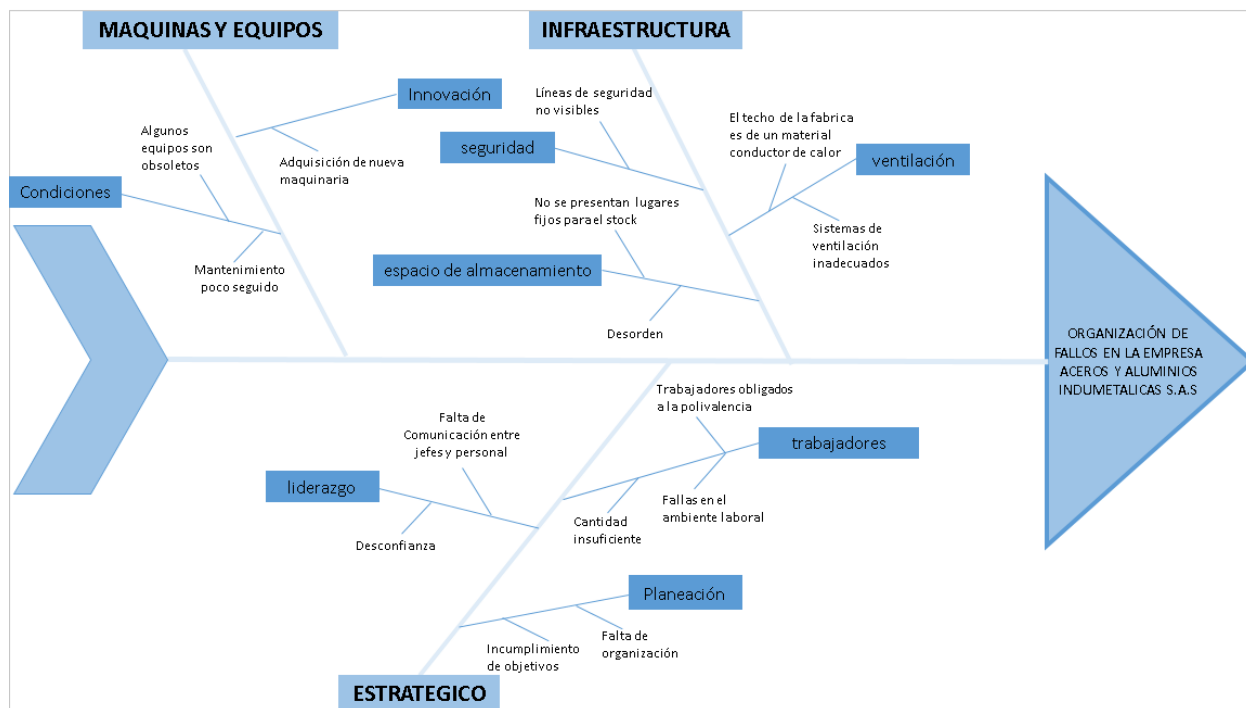 MAQUINAS Y EQUIPOS
INFRAESTRUCTURA
Innovación
Algunos
equipos son
obsoletos
Adquisición de nueva
maquinaria
Condiciones
Mantenimiento
poco seguido
Líneas de seguridad
no visibles
seguridad
El techo de la fabrica
es de un material
conductor de calor
ventilación
No se presentan lugares
fijos para el stock
Sistemas de
ventilación
inadecuados
espacio de almacenamiento
Desorden
ORGANIZACIÓN DE
FALLOS EN LA EMPRESA
ACEROS Y ALUMINIOS
INDUMETALICAS S.A.S
Trabajadores obligados
a la polivalencia
trabajadores
Falta de
Comunicación entre
jefes y personal
liderazgo
Desconfianza
Cantidad
insuficiente
Fallas en el
ambiente laboral
Planeación
Incumplimiento
de objetivos
Falta de
organización
ESTRATEGICO